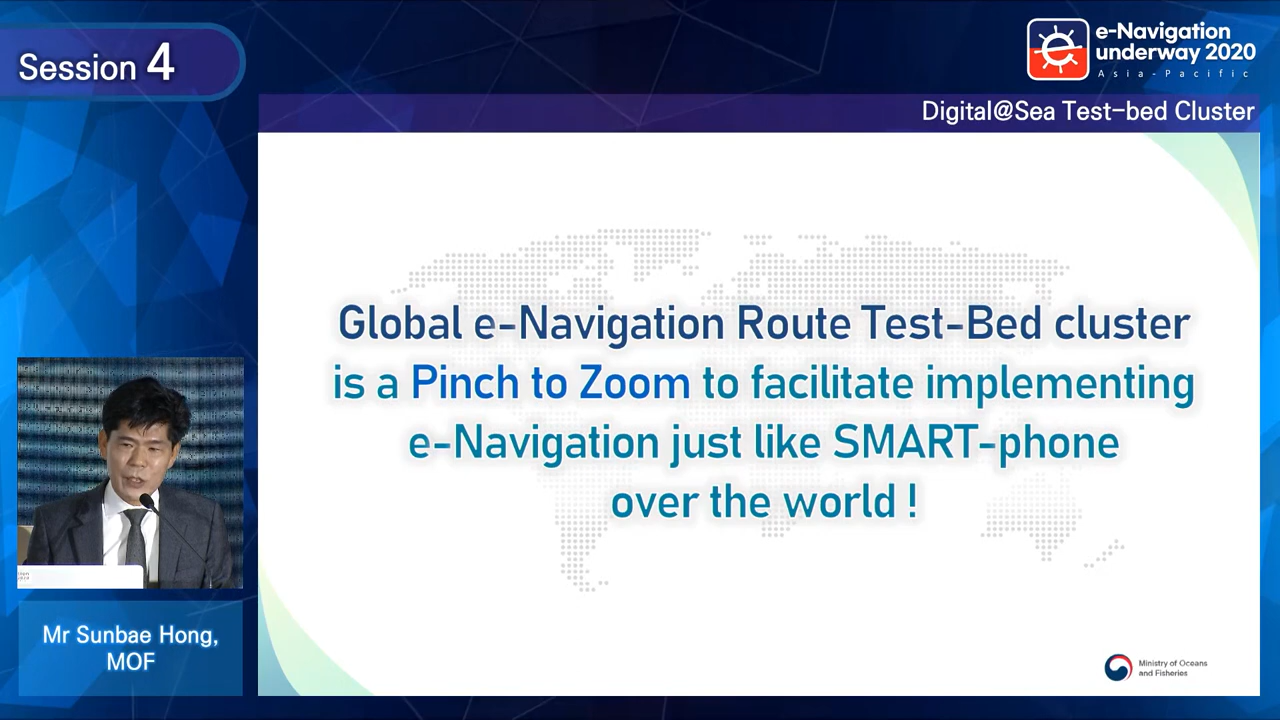 Session 4
e-Navigation
underway 2020
Asia-Pacific
Digital@Sea Test-bed Cluster
Global e-Navigation Route Test-Bed cluster
is a Pinch to Zoom to facilitate implementing
e-Navigation just like SMART-phone
over the world !
Mr Sunbae Hong,
MOF
Ministry of Oceans
and Fisheries